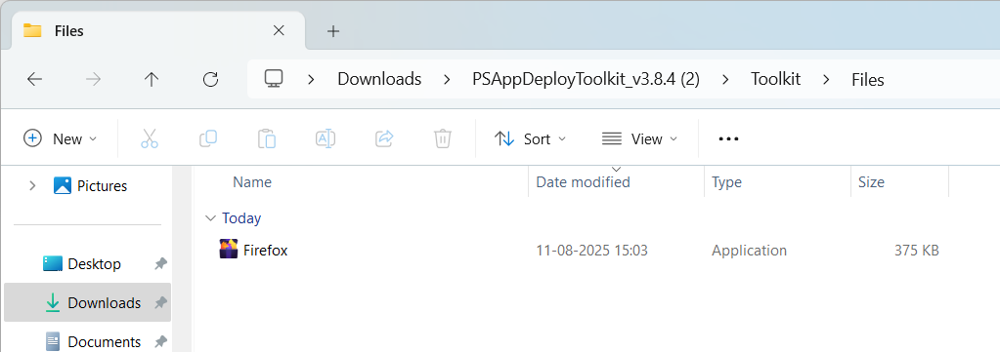 Files
Downloads > PSAppDeployToolkit_v3.8.4 (2) > Toolkit > Files
New Sort View
Pictures
Name Date modified Type Size
Today
Firefox 11-08-2025 15:03 Application 375 KB
Desktop
Downloads
Documents